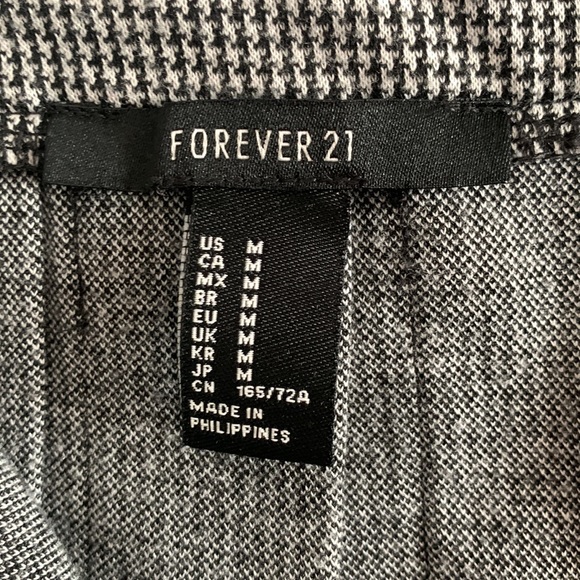 FOREVER 21
US M
CA M
MX M
BR M
EU M
UK M
KR M
JP M
CN 165/72A
MADE IN
PHILIPPINES